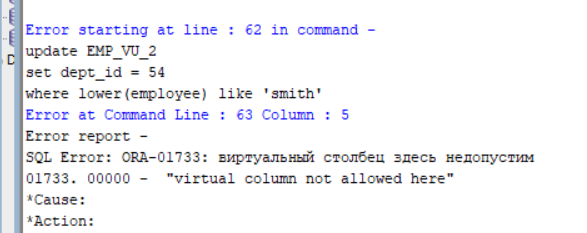 Error starting at line : 62 in command -
update EMP_VU_2
set dept_id = 54
where lower(employee) like 'smith'
Error at Command Line : 63 Column : 5
Error report -
SQL Error: ORA-01733: виртуальный столбец здесь недопустим
01733. 00000 -  "virtual column not allowed here"
*Cause:
*Action: